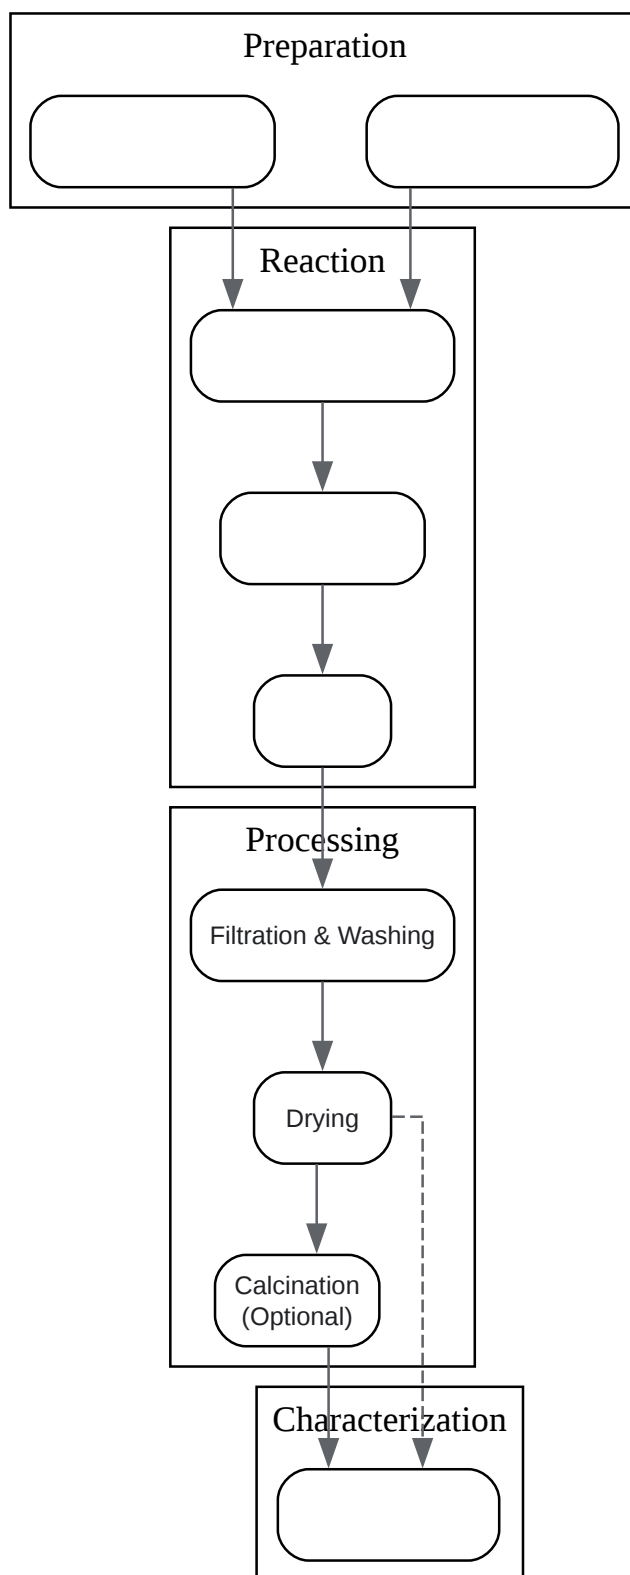 Preparation
Reaction
Processing
Filtration & Washing
Drying
Calcination
(Optional)
Characterization